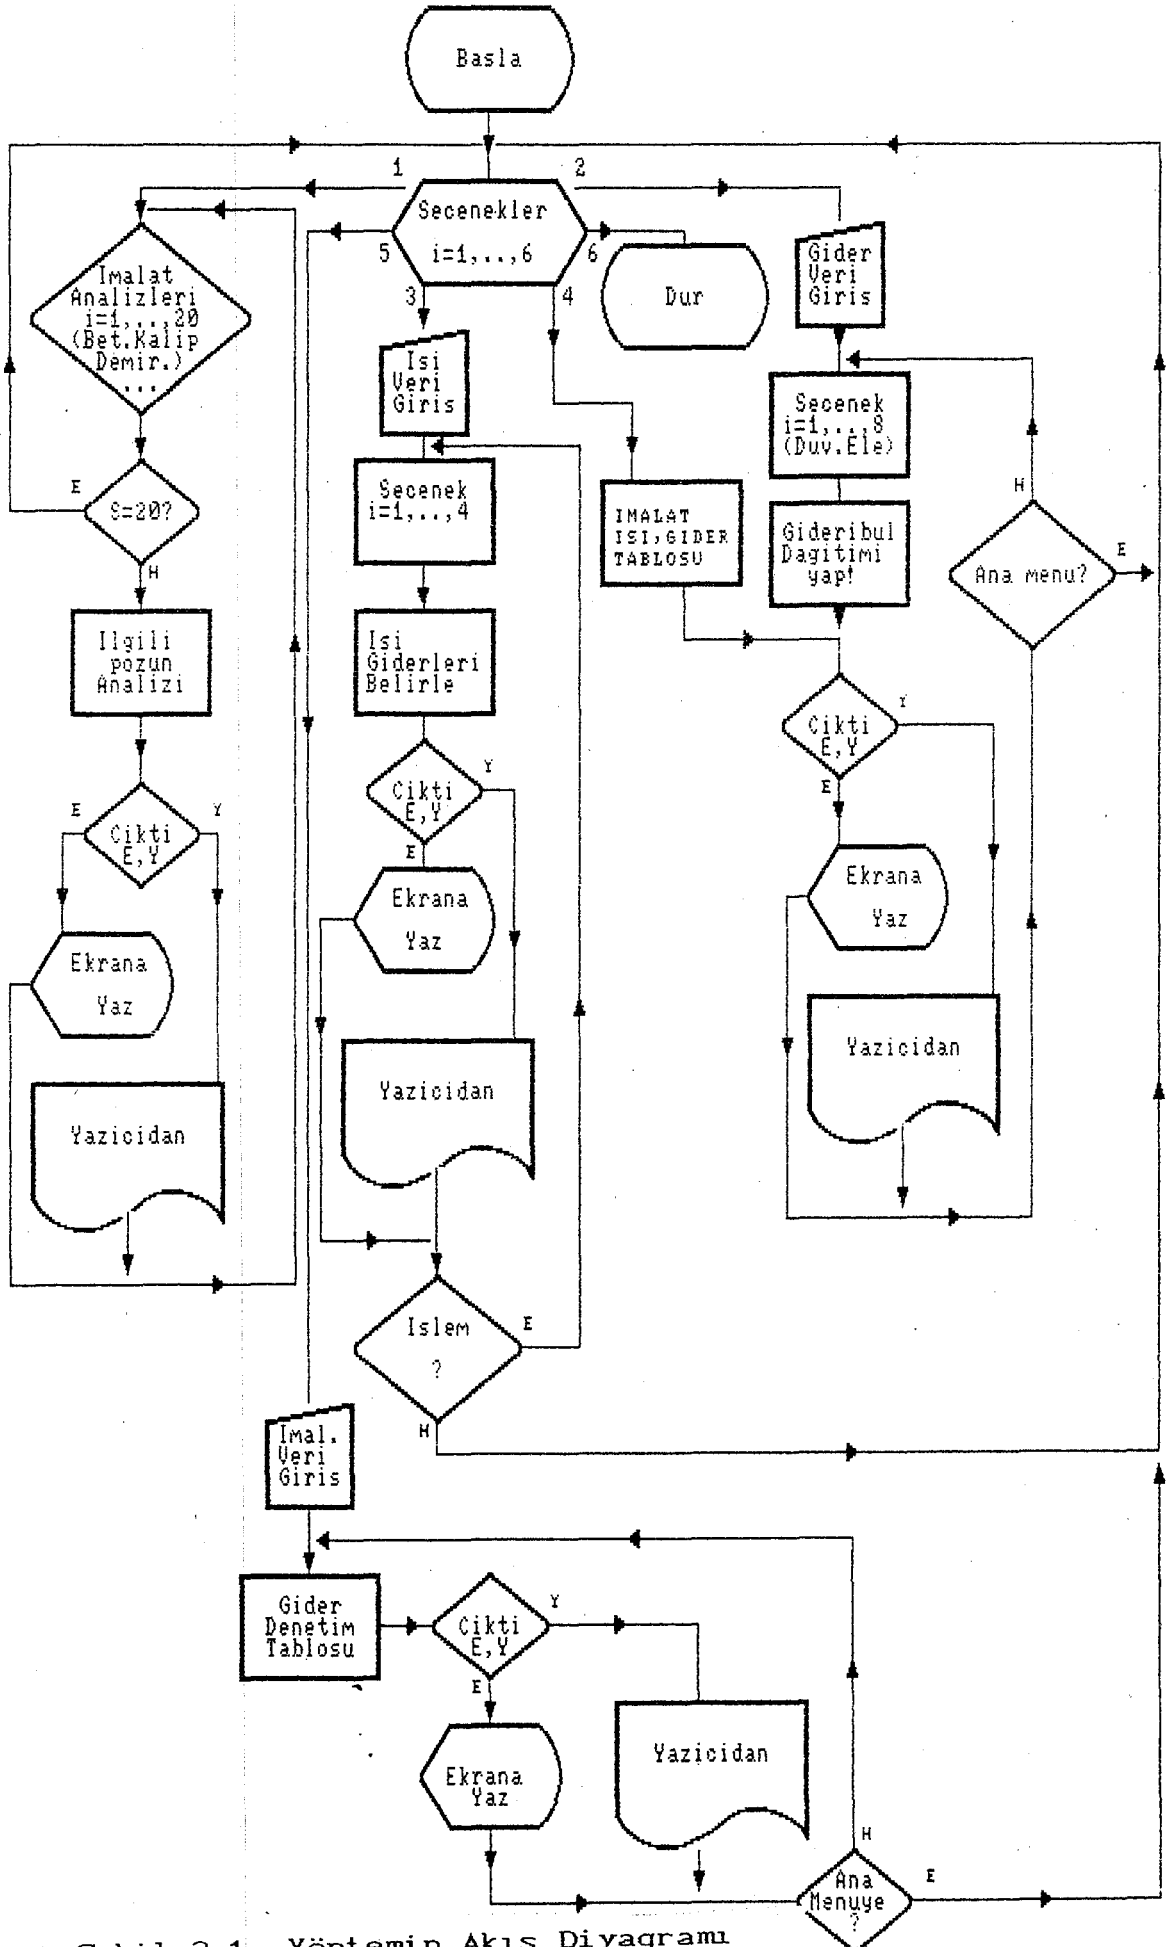 Basla
1
2
Secenekler
i=1,..,6
5
6
3
4
Dur
Gider
Veri
Giris
Imalat
Analizleri
i=1,..,20
(Bet.Kalip
Demir.)
...
Isi
Veri
Giris
Secenek
i=1,..,8
(Duv.Ele)
E
S=20?
H
Secenek
i=1,..,4
IMALAT
ISI,GIDER
TABLOSU
Gideribul
Dagitimi
yap!
H
Ana menu?
E
Ilgili
pozun
Analizi
Isi
Giderleri
Belirle
Cikti
E,Y
Y
E
Cikti
E,Y
Y
E
E
Cikti
E,Y
Y
Ekrana
Yaz
Ekrana
Yaz
Ekrana
Yaz
Yazicidan
Yazicidan
Yazicidan
Islem
?
E
H
Imal.
Veri
Giris
Gider
Denetim
Tablosu
Cikti
E,Y
Y
E
Ekrana
Yaz
Yazicidan
H
Ana
Menuye
?
E
Şekil 2.1. Yöntemin Akış Diyagramı